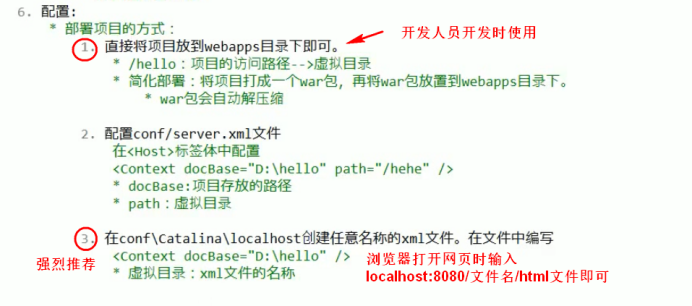 6. 配置:
* 部署项目的方式:
1. 直接将项目放到webapps目录下即可。
开发人员开发时使用
* /hello:项目的访问路径-->虚拟目录
* 简化部署:将项目打成一个war包,再将war包放置到webapps目录下。
* war包会自动解压缩
2. 配置conf/server.xml文件
在<Host>标签体中配置
<Context docBase="D:\hello" path="/hehe" />
* docBase:项目存放的路径
* path:虚拟目录
3. 在conf\Catalina\localhost创建任意名称的xml文件。在文件中编写
强烈推荐
<Context docBase="D:\hello" />
* 虚拟目录:xml文件的名称
浏览器打开网页时输入
localhost:8080/文件名/html文件即可